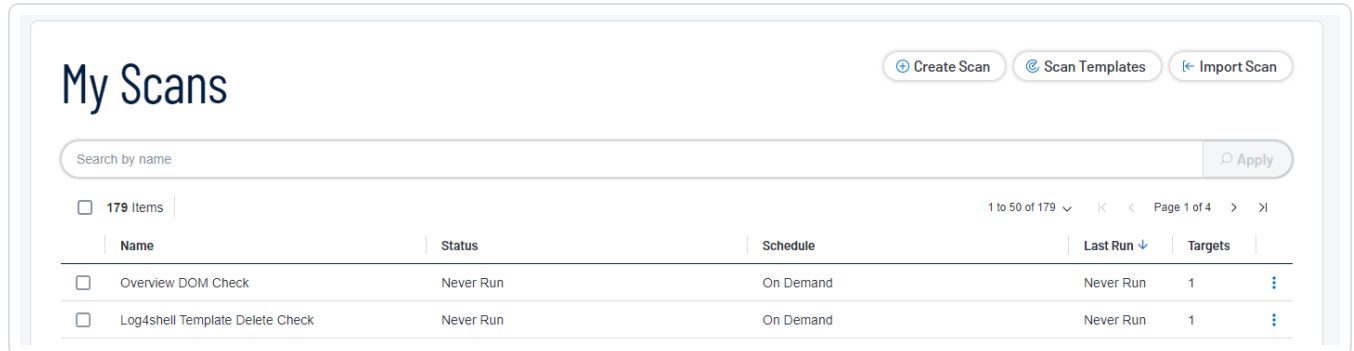 My Scans
Create Scan Scan Templates Import Scan
Search by name Apply
179 Items 1 to 50 of 179 Page 1 of 4
Name Status Schedule Last Run Targets
Overview DOM Check Never Run On Demand Never Run 1
Log4shell Template Delete Check Never Run On Demand Never Run 1